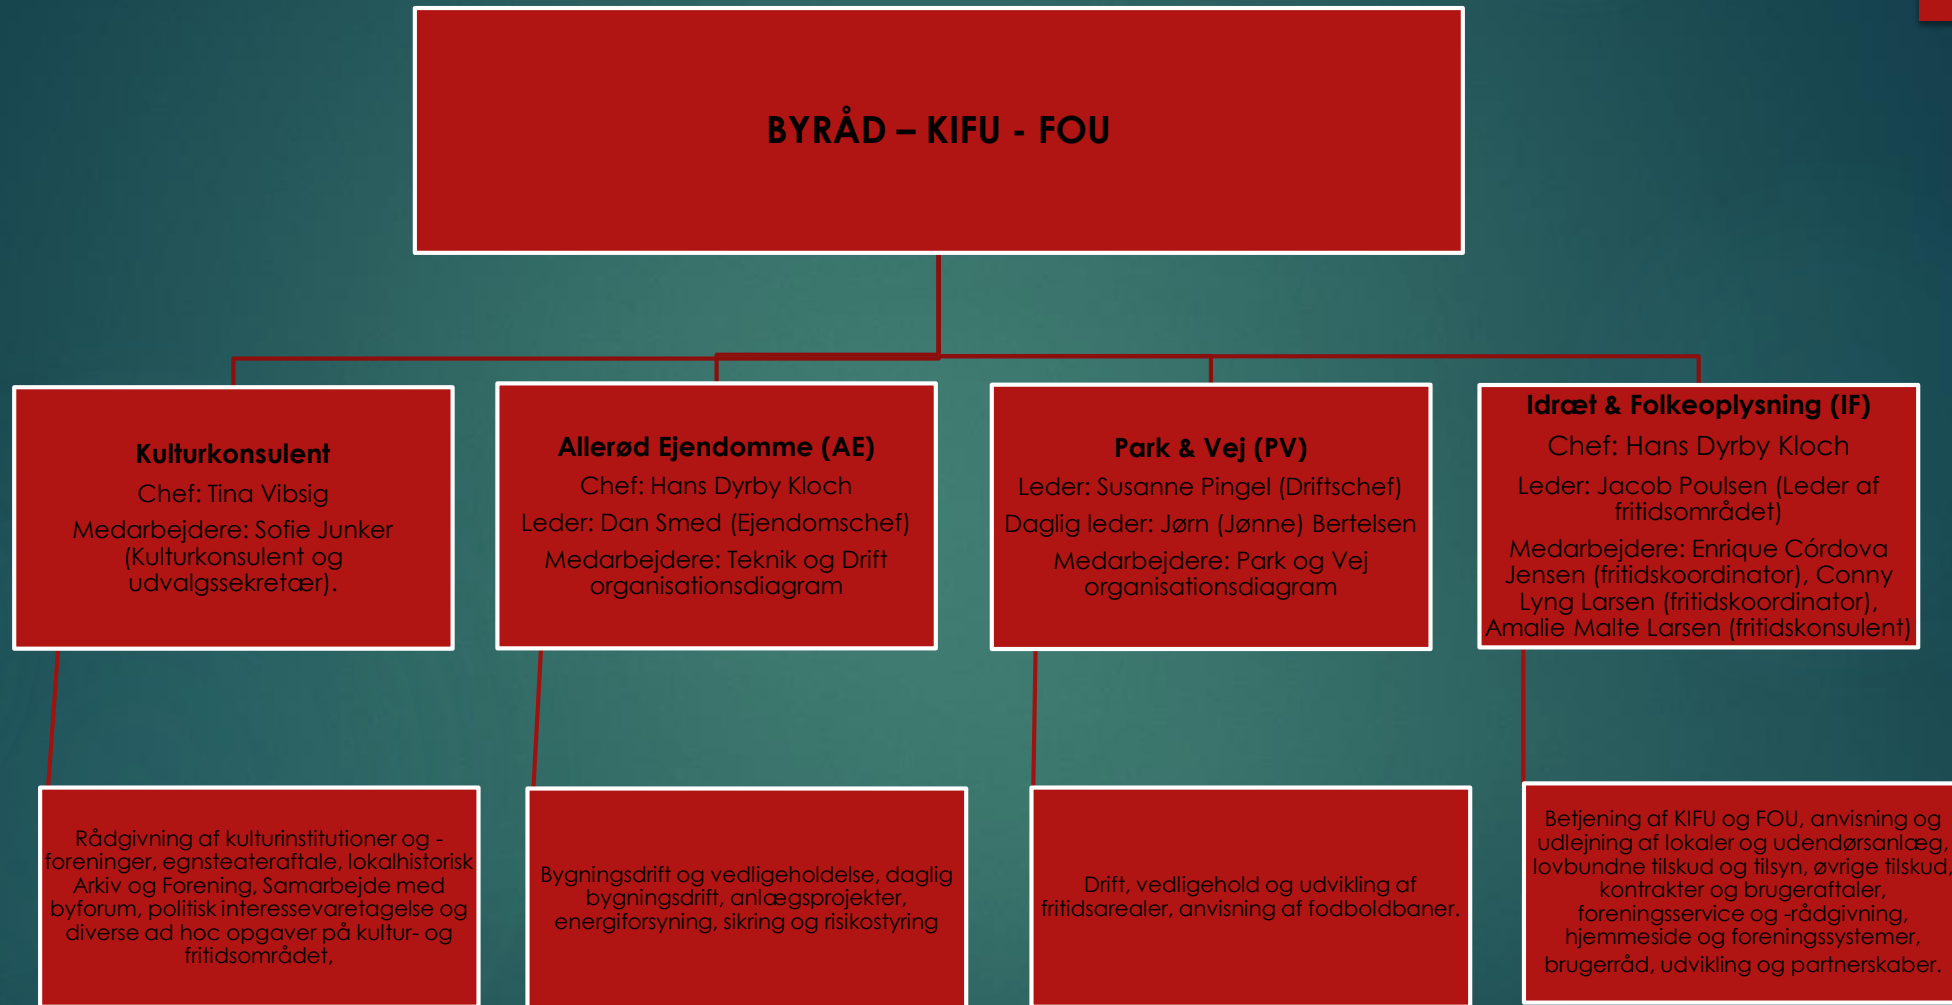 BYRÅD – KIFU - FOU
Kulturkonsulent
Chef: Tina Vibsig
Medarbejdere: Sofie Junker
(Kulturkonsulent og
udvalgssekretær).
Allerød Ejendomme (AE)
Chef: Hans Dyrby Kloch
Leder: Dan Smed (Ejendomschef)
Medarbejdere: Teknik og Drift
organisationsdiagram
Park & Vej (PV)
Leder: Susanne Pingel (Driftschef)
Daglig leder: Jørn (Jønne) Bertelsen
Medarbejdere: Park og Vej
organisationsdiagram
Idræt & Folkeoplysning (IF)
Chef: Hans Dyrby Kloch
Leder: Jacob Poulsen (Leder af
fritidsområdet)
Medarbejdere: Enrique Córdova
Jensen (fritidskoordinator), Conny
Lyng Larsen (fritidskoordinator),
Amalie Malte Larsen (fritidskonsulent)
Rådgivning af kulturinstitutioner og -
foreninger, egnsteateraftale, lokalhistorisk
Arkiv og Forening, Samarbejde med
byforum, politisk interessevaretagelse og
diverse ad hoc opgaver på kultur- og
fritidsområdet,
Bygningsdrift og vedligeholdelse, daglig
bygningsdrift, anlægsprojekter,
energiforsyning, sikring og risikostyring
Drift, vedligehold og udvikling af
fritidsarealer, anvisning af fodboldbaner.
Betjening af KIFU og FOU, anvisning og
udlejning af lokaler og udendørsanlæg,
lovbundne tilskud og tilsyn, øvrige tilskud,
kontrakter og brugeraftaler,
foreningsservice og -rådgivning,
hjemmeside og foreningssystemer,
brugerråd, udvikling og partnerskaber.